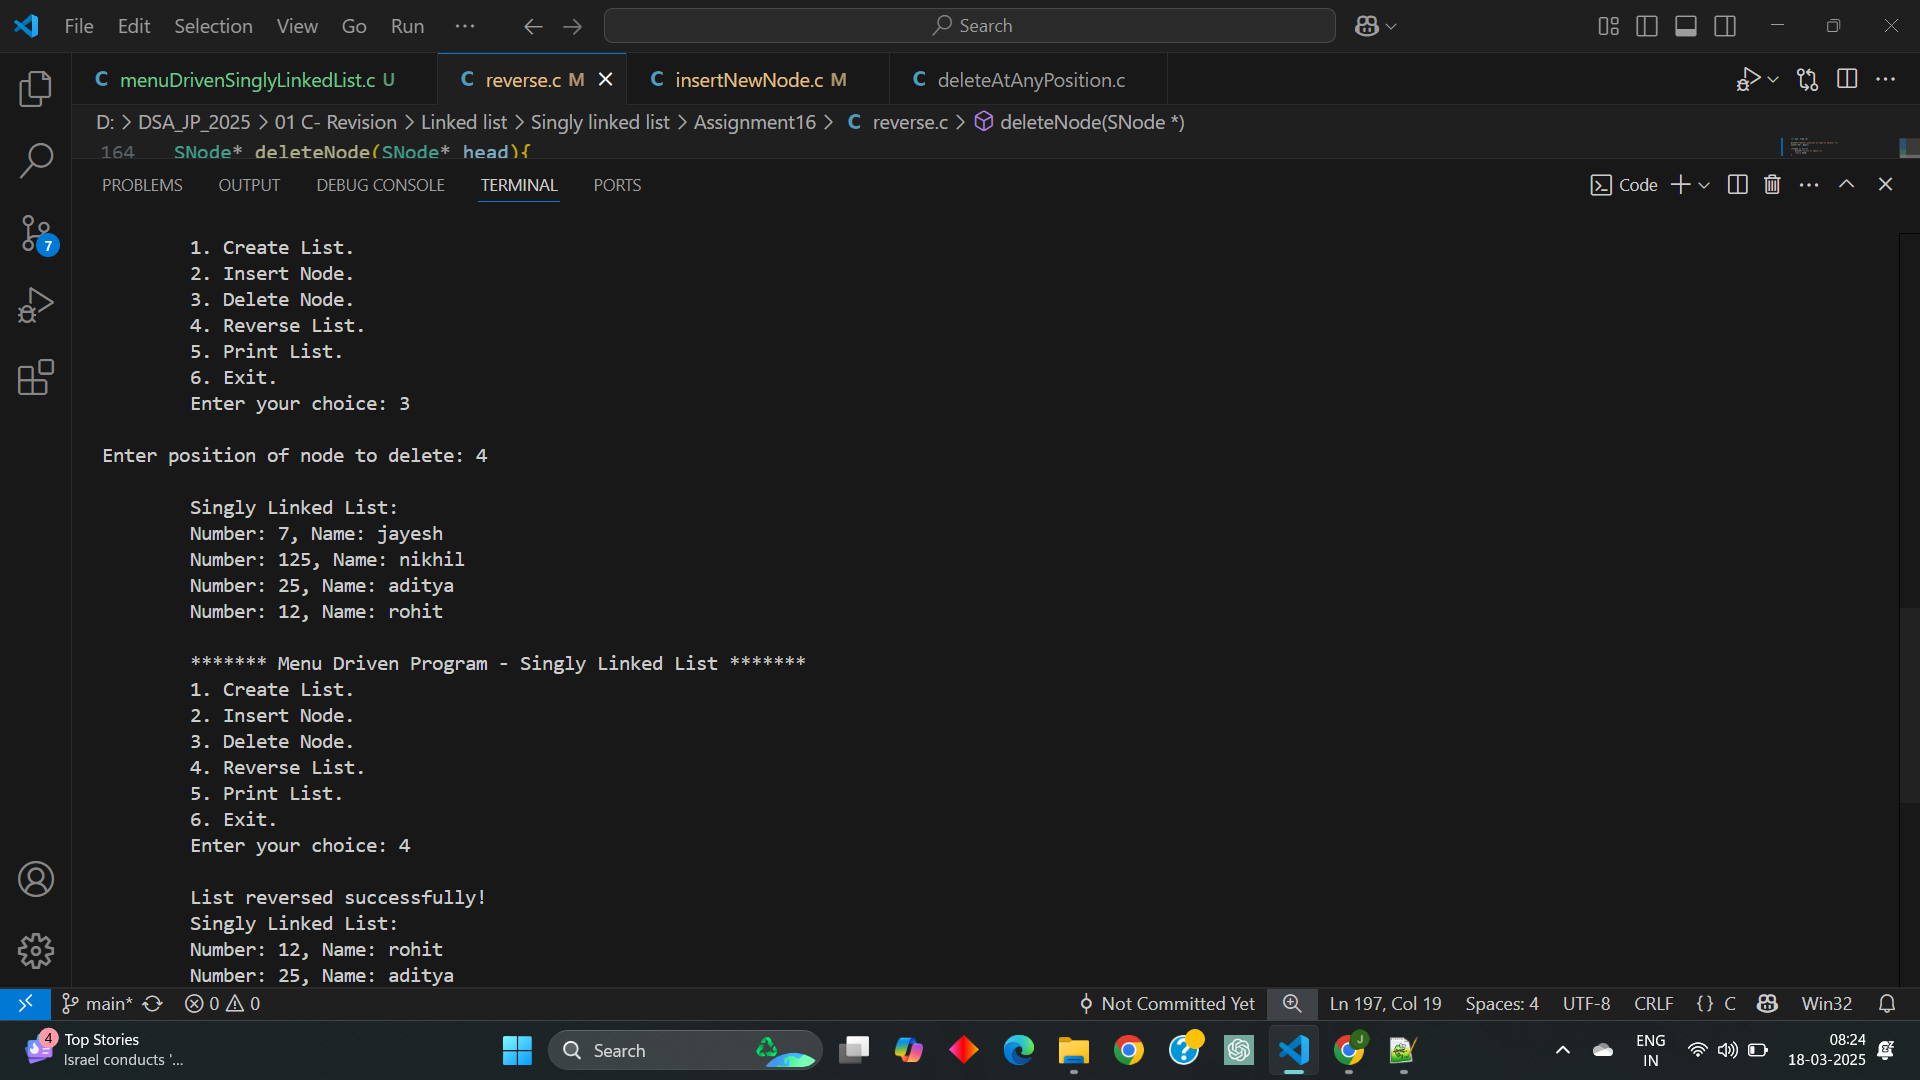 File Edit Selection View Go Run ··· Search
C menuDrivenSinglyLinkedList.c U C reverse.c M C insertNewNode.c M C deleteAtAnyPosition.c
D: > DSA_JP_2025 > 01 C- Revision > Linked list > Singly linked list > Assignment16 > C reverse.c > deleteNode(SNode *)
164 SNode* deleteNode(SNode* head){
PROBLEMS OUTPUT DEBUG CONSOLE TERMINAL PORTS Code
7
1. Create List.
2. Insert Node.
3. Delete Node.
4. Reverse List.
5. Print List.
6. Exit.
Enter your choice: 3
Enter position of node to delete: 4
Singly Linked List:
Number: 7, Name: jayesh
Number: 125, Name: nikhil
Number: 25, Name: aditya
Number: 12, Name: rohit
******* Menu Driven Program - Singly Linked List *******
1. Create List.
2. Insert Node.
3. Delete Node.
4. Reverse List.
5. Print List.
6. Exit.
Enter your choice: 4
List reversed successfully!
Singly Linked List:
Number: 12, Name: rohit
Number: 25, Name: aditya
main* 0 0 Not Committed Yet Ln 197, Col 19 Spaces: 4 UTF-8 CRLF {} C Win32
4 Top Stories
Israel conducts '...
Search
J
ENG
IN
08:24
18-03-2025